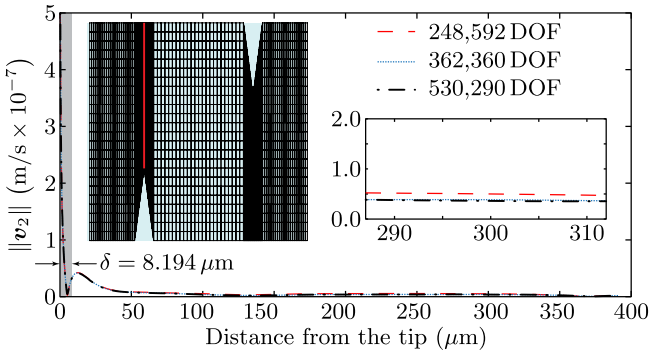 5
4
3
2
1
0
‖v₂‖ (m/s × 10⁻⁷)
248,592 DOF
362,360 DOF
530,290 DOF
2.0
1.0
0.0
290 300 310
δ = 8.194 μm
0 50 100 150 200 250 300 350 400
Distance from the tip (μm)